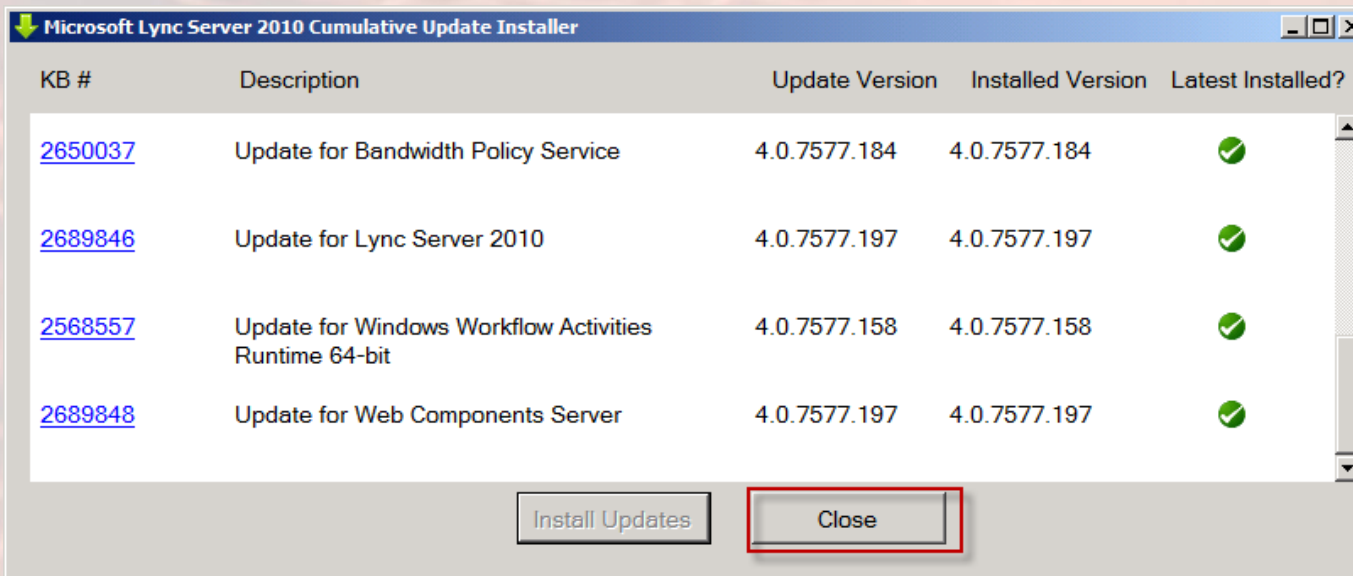 Microsoft Lync Server 2010 Cumulative Update Installer
KB # Description Update Version Installed Version Latest Installed?
2650037 Update for Bandwidth Policy Service 4.0.7577.184 4.0.7577.184
2689846 Update for Lync Server 2010 4.0.7577.197 4.0.7577.197
2568557 Update for Windows Workflow Activities 4.0.7577.158 4.0.7577.158
Runtime 64-bit
2689848 Update for Web Components Server 4.0.7577.197 4.0.7577.197
Install Updates Close